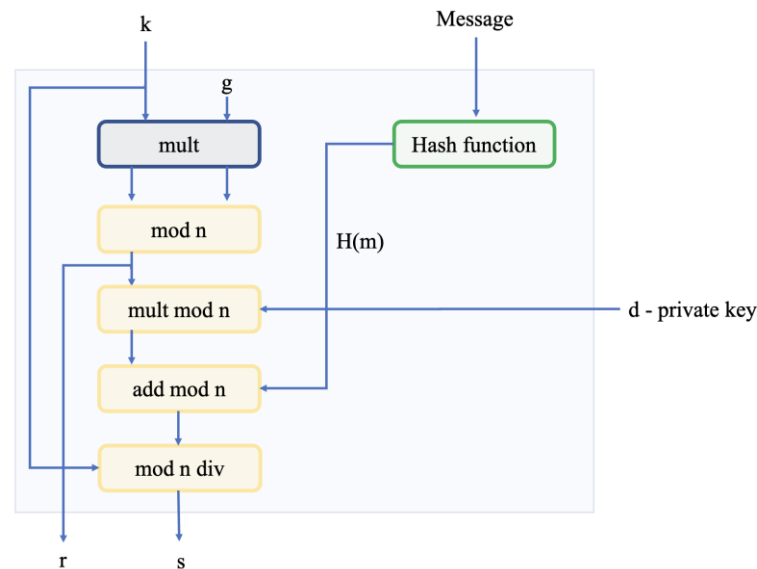 k
Message
g
mult
Hash function
mod n
H(m)
mult mod n
d - private key
add mod n
mod n div
r
s